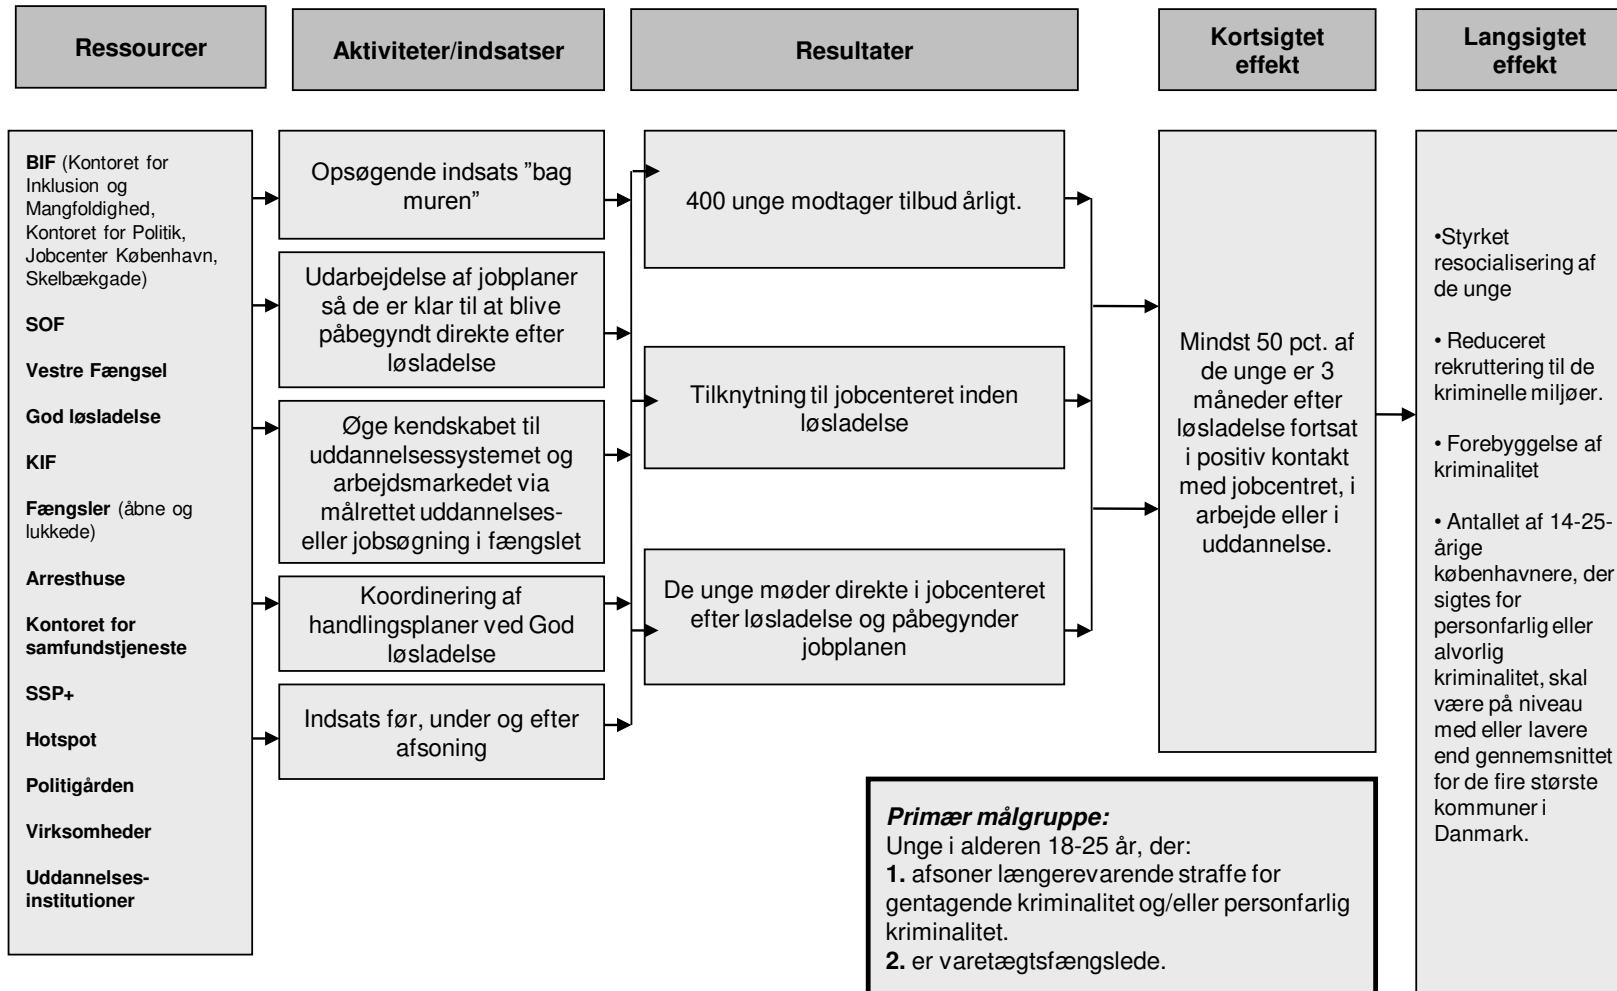 Ressourcer
Aktiviteter/indsatser
Resultater
Kortsigtet
effekt
Langsigtet
effekt
BIF (Kontoret for
Inklusion og
Mangfoldighed,
Kontoret for Politik,
Jobcenter København,
Skelbækgade)
SOF
Vestre Fængsel
God løsladelse
KIF
Fængsler (åbne og
lukkede)
Arresthuse
Kontoret for
samfundstjeneste
SSP+
Hotspot
Politigården
Virksomheder
Uddannelses-
institutioner
Opsøgende indsats ”bag
muren”
Udarbejdelse af jobplaner
så de er klar til at blive
påbegyndt direkte efter
løsladelse
Øge kendskabet til
uddannelsessystemet og
arbejdsmarkedet via
målrettet uddannelses-
eller jobsøgning i fængslet
Koordinering af
handlingsplaner ved God
løsladelse
Indsats før, under og efter
afsoning
400 unge modtager tilbud årligt.
Tilknytning til jobcenteret inden
løsladelse
De unge møder direkte i jobcenteret
efter løsladelse og påbegynder
jobplanen
Mindst 50 pct. af
de unge er 3
måneder efter
løsladelse fortsat
i positiv kontakt
med jobcentret, i
arbejde eller i
uddannelse.
•Styrket
resocialisering af
de unge
• Reduceret
rekruttering til de
kriminelle miljøer.
• Forebyggelse af
kriminalitet
• Antallet af 14-25-
årige
københavnere, der
sigtes for
personfarlig eller
alvorlig
kriminalitet, skal
være på niveau
med eller lavere
end gennemsnittet
for de fire største
kommuner i
Danmark.
Primær målgruppe:
Unge i alderen 18-25 år, der:
1. afsoner længerevarende straffe for
gentagende kriminalitet og/eller personfarlig
kriminalitet.
2. er varetægtsfængslede.